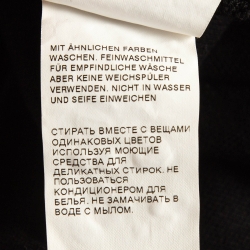 MIT ÄHNLICHEN FARBEN
WASCHEN. FEINWASCHMITTEL
FÜR EMPFINDLICHE WÄSCHE
ABER KEINE WEICHSPÜLER
VERWENDEN. NICHT IN WASSER
UND SEIFE EINWEICHEN
СТИРАТЬ ВМЕСТЕ С ВЕЩАМИ
ОДИНАКОВЫХ ЦВЕТОВ
ИСПОЛЬЗУЯ МОЮЩИЕ
СРЕДСТВА ДЛЯ
ДЕЛИКАТНЫХ СТИРОК. НЕ
ПОЛЬЗОВАТЬСЯ
КОНДИЦИОНЕРОМ ДЛЯ
БЕЛЬЯ. НЕ ЗАМАЧИВАТЬ В
ВОДЕ С МЫЛОМ.